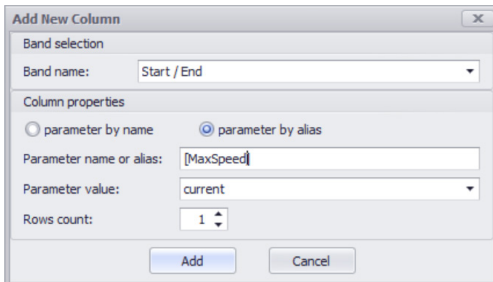 Add New Column
Band selection
Band name: Start / End
Column properties
parameter by name parameter by alias
Parameter name or alias: [MaxSpeed]
Parameter value: current
Rows count: 1
Add Cancel